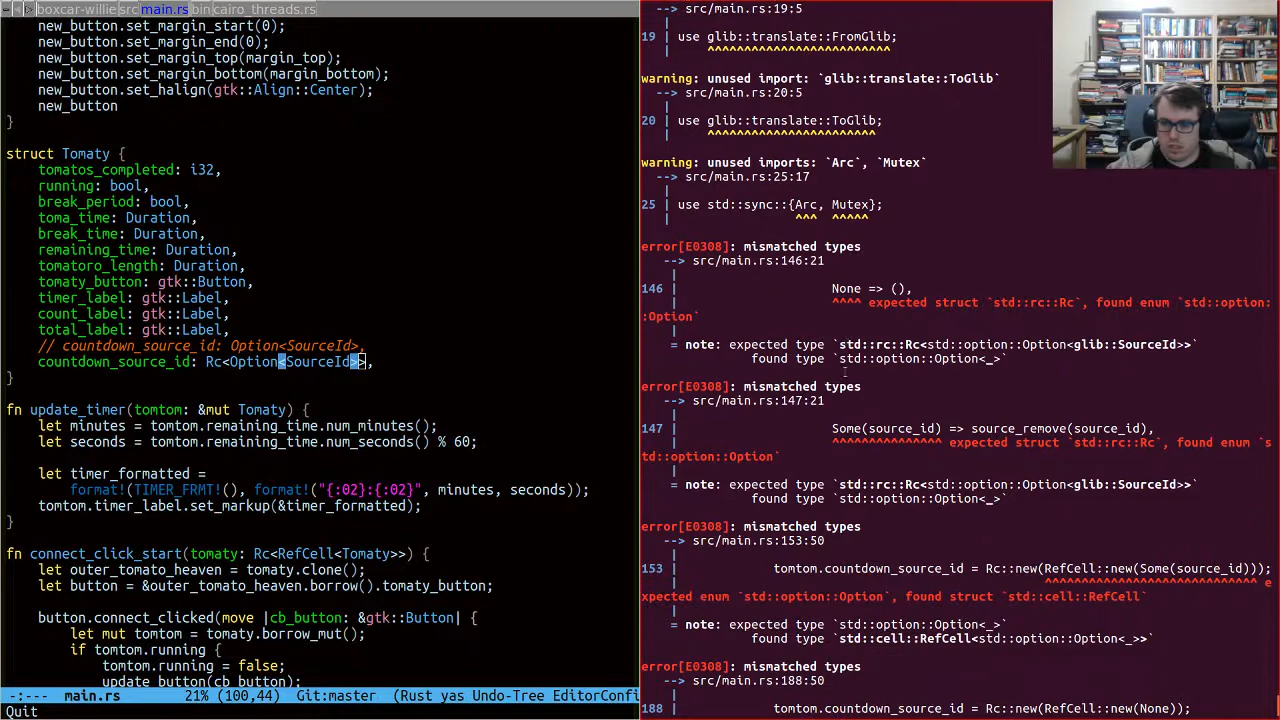 boxcar-willie src main.rs bin cairo_threads.rs
new_button.set_margin_start(0);
new_button.set_margin_end(0);
new_button.set_margin_top(margin_top);
new_button.set_margin_bottom(margin_bottom);
new_button.set_halign(gtk::Align::Center);
new_button
}
struct Tomaty {
tomatos_completed: i32,
running: bool,
break_period: bool,
toma_time: Duration,
break_time: Duration,
remaining_time: Duration,
tomatoro_length: Duration,
tomaty_button: gtk::Button,
timer_label: gtk::Label,
count_label: gtk::Label,
total_label: gtk::Label,
// countdown_source_id: Option<SourceId>,
countdown_source_id: Rc<Option<SourceId>>,
}
fn update_timer(tomtom: &mut Tomaty) {
let minutes = tomtom.remaining_time.num_minutes();
let seconds = tomtom.remaining_time.num_seconds() % 60;
let timer_formatted =
format!(TIMER_FRMT!(), format!("{:02}:{:02}", minutes, seconds));
tomtom.timer_label.set_markup(&timer_formatted);
}
fn connect_click_start(tomaty: Rc<RefCell<Tomaty>>) {
let outer_tomato_heaven = tomaty.clone();
let button = &outer_tomato_heaven.borrow().tomaty_button;
button.connect_clicked(move |cb_button: &gtk::Button| {
let mut tomtom = tomaty.borrow_mut();
if tomtom.running {
tomtom.running = false;
update_button(cb_button);
-:--- main.rs 21% (100,44) Git:master (Rust yas Undo-Tree EditorConfi
Quit
--> src/main.rs:19:5
|
19 | use glib::translate::FromGlib;
| ^^^^^^^^^^^^^^^^^^^^^^^^^
warning: unused import: `glib::translate::ToGlib`
--> src/main.rs:20:5
|
20 | use glib::translate::ToGlib;
| ^^^^^^^^^^^^^^^^^^^^^^^
warning: unused imports: `Arc`, `Mutex`
--> src/main.rs:25:17
|
25 | use std::sync::{Arc, Mutex};
| ^^^ ^^^^^
error[E0308]: mismatched types
--> src/main.rs:146:21
|
146 | None => (),
| ^^^^ expected struct `std::rc::Rc`, found enum `std::option:
:Option`
|
= note: expected type `std::rc::Rc<std::option::Option<glib::SourceId>>`
found type `std::option::Option<_>`
error[E0308]: mismatched types
--> src/main.rs:147:21
|
147 | Some(source_id) => source_remove(source_id),
| ^^^^^^^^^^^^^^^ expected struct `std::rc::Rc`, found enum `s
td::option::Option`
|
= note: expected type `std::rc::Rc<std::option::Option<glib::SourceId>>`
found type `std::option::Option<_>`
error[E0308]: mismatched types
--> src/main.rs:153:50
|
153 | tomtom.countdown_source_id = Rc::new(RefCell::new(Some(source_id)));
| ^^^^^^^^^^^^^^^^^^^^^^^^^^^^^ e
xpected enum `std::option::Option`, found struct `std::cell::RefCell`
|
= note: expected type `std::option::Option<_>`
found type `std::cell::RefCell<std::option::Option<_>>`
error[E0308]: mismatched types
--> src/main.rs:188:50
|
188 | tomtom.countdown_source_id = Rc::new(RefCell::new(None));